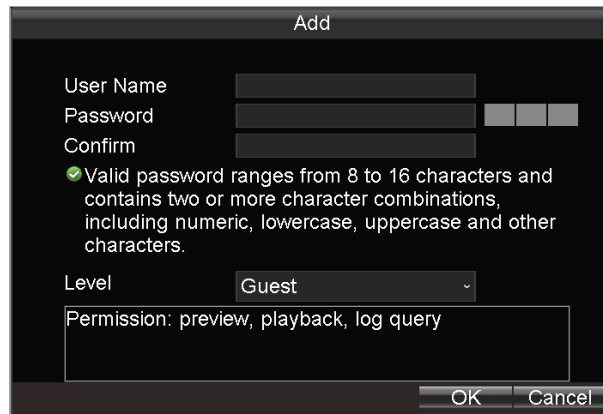 Add
User Name
Password
Confirm
Valid password ranges from 8 to 16 characters and
contains two or more character combinations,
including numeric, lowercase, uppercase and other
characters.
Level Guest
Permission: preview, playback, log query
OK Cancel